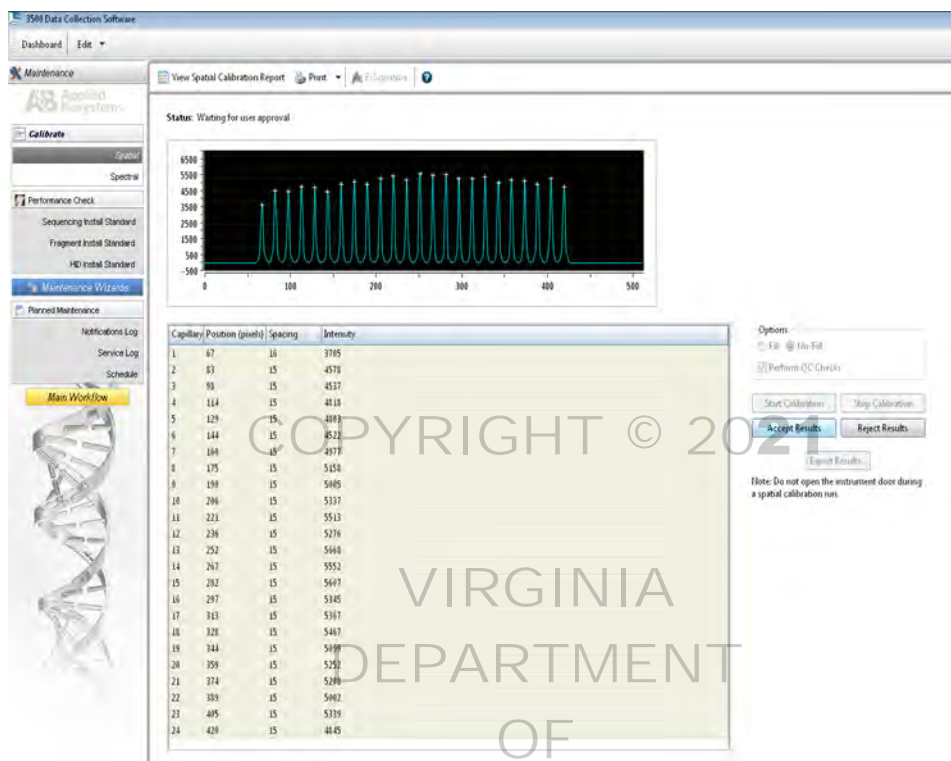 3500 Data Collection Software
Dashboard Edit
Maintenance
View Spatial Calibration Report Print E-Signature
AB Applied Biosystems
Status: Waiting for user approval
Calibrate
Spatial
Spectral
Performance Check
Sequencing Install Standard
Fragment Install Standard
HID Install Standard
Maintenance Wizards
Planned Maintenance
Notifications Log
Service Log
Schedule
Main Workflow
6500
5500
4500
3500
2500
1500
500
-500
0 100 200 300 400 500
Capillary Position (pixels) Spacing Intensity
1 67 16 3705
2 83 15 4578
3 98 15 4537
4 114 15 4818
5 129 15 4803
6 144 15 4522
7 160 15 4977
8 175 15 5158
9 190 15 5005
10 206 15 5337
11 221 15 5513
12 236 15 5276
13 252 15 5668
14 267 15 5552
15 282 15 5607
16 297 15 5345
17 313 15 5367
18 328 15 5467
19 344 15 5099
20 359 15 5252
21 374 15
22 389 15 5002
23 405 15 5339
24 420 15 4845
Options
Fill No-Fill
Perform QC Checks
Start Calibration Stop Calibration
Accept Results Reject Results
Export Results
Note: Do not open the instrument door during
a spatial calibration run.
COPYRIGHT © 2021
VIRGINIA
DEPARTMENT
OF